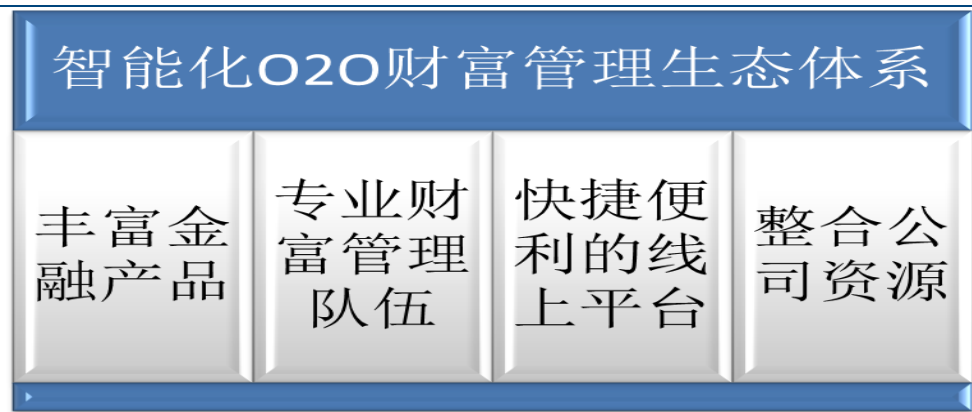 智能化O2O财富管理生态体系
丰富金
融产品
专业财
富管理
队伍
快捷便
利的线
上平台
整合公
司资源